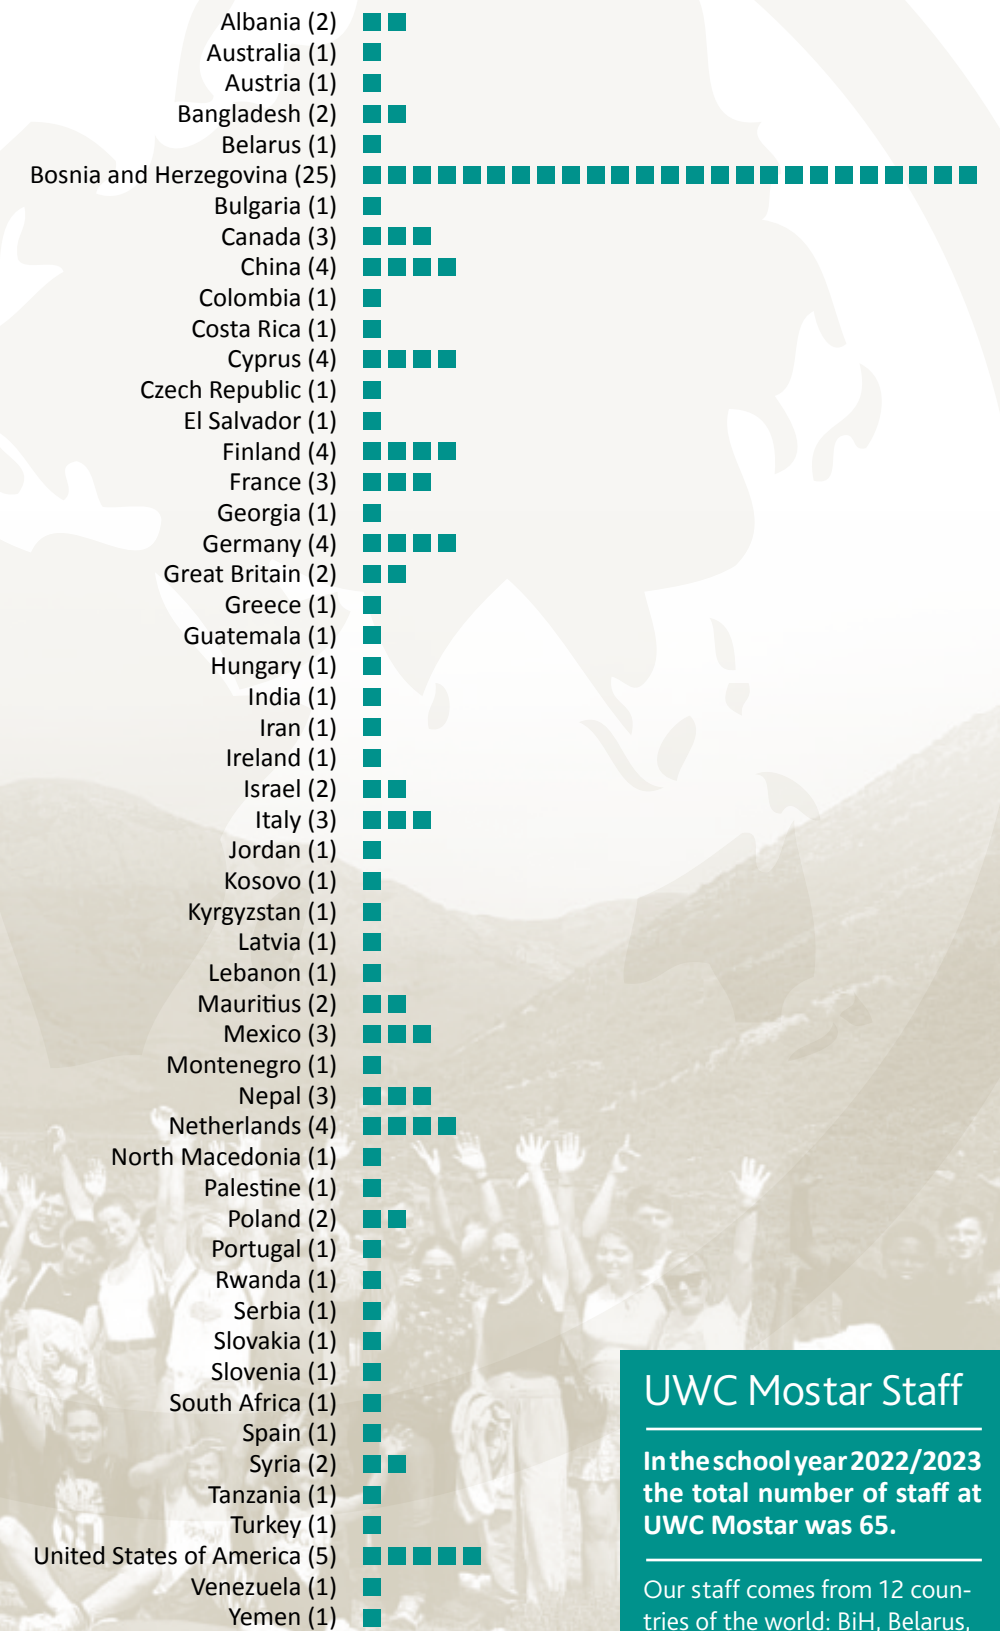 Albania (2)
Australia (1)
Austria (1)
Bangladesh (2)
Belarus (1)
Bosnia and Herzegovina (25)
Bulgaria (1)
Canada (3)
China (4)
Colombia (1)
Costa Rica (1)
Cyprus (4)
Czech Republic (1)
El Salvador (1)
Finland (4)
France (3)
Georgia (1)
Germany (4)
Great Britain (2)
Greece (1)
Guatemala (1)
Hungary (1)
India (1)
Iran (1)
Ireland (1)
Israel (2)
Italy (3)
Jordan (1)
Kosovo (1)
Kyrgyzstan (1)
Latvia (1)
Lebanon (1)
Mauritius (2)
Mexico (3)
Montenegro (1)
Nepal (3)
Netherlands (4)
North Macedonia (1)
Palestine (1)
Poland (2)
Portugal (1)
Rwanda (1)
Serbia (1)
Slovakia (1)
Slovenia (1)
South Africa (1)
Spain (1)
Syria (2)
Tanzania (1)
Turkey (1)
United States of America (5)
Venezuela (1)
Yemen (1)
UWC Mostar Staff
In the school year 2022/2023
the total number of staff at
UWC Mostar was 65.
Our staff comes from 12 coun-
tries of the world: BiH, Belarus,